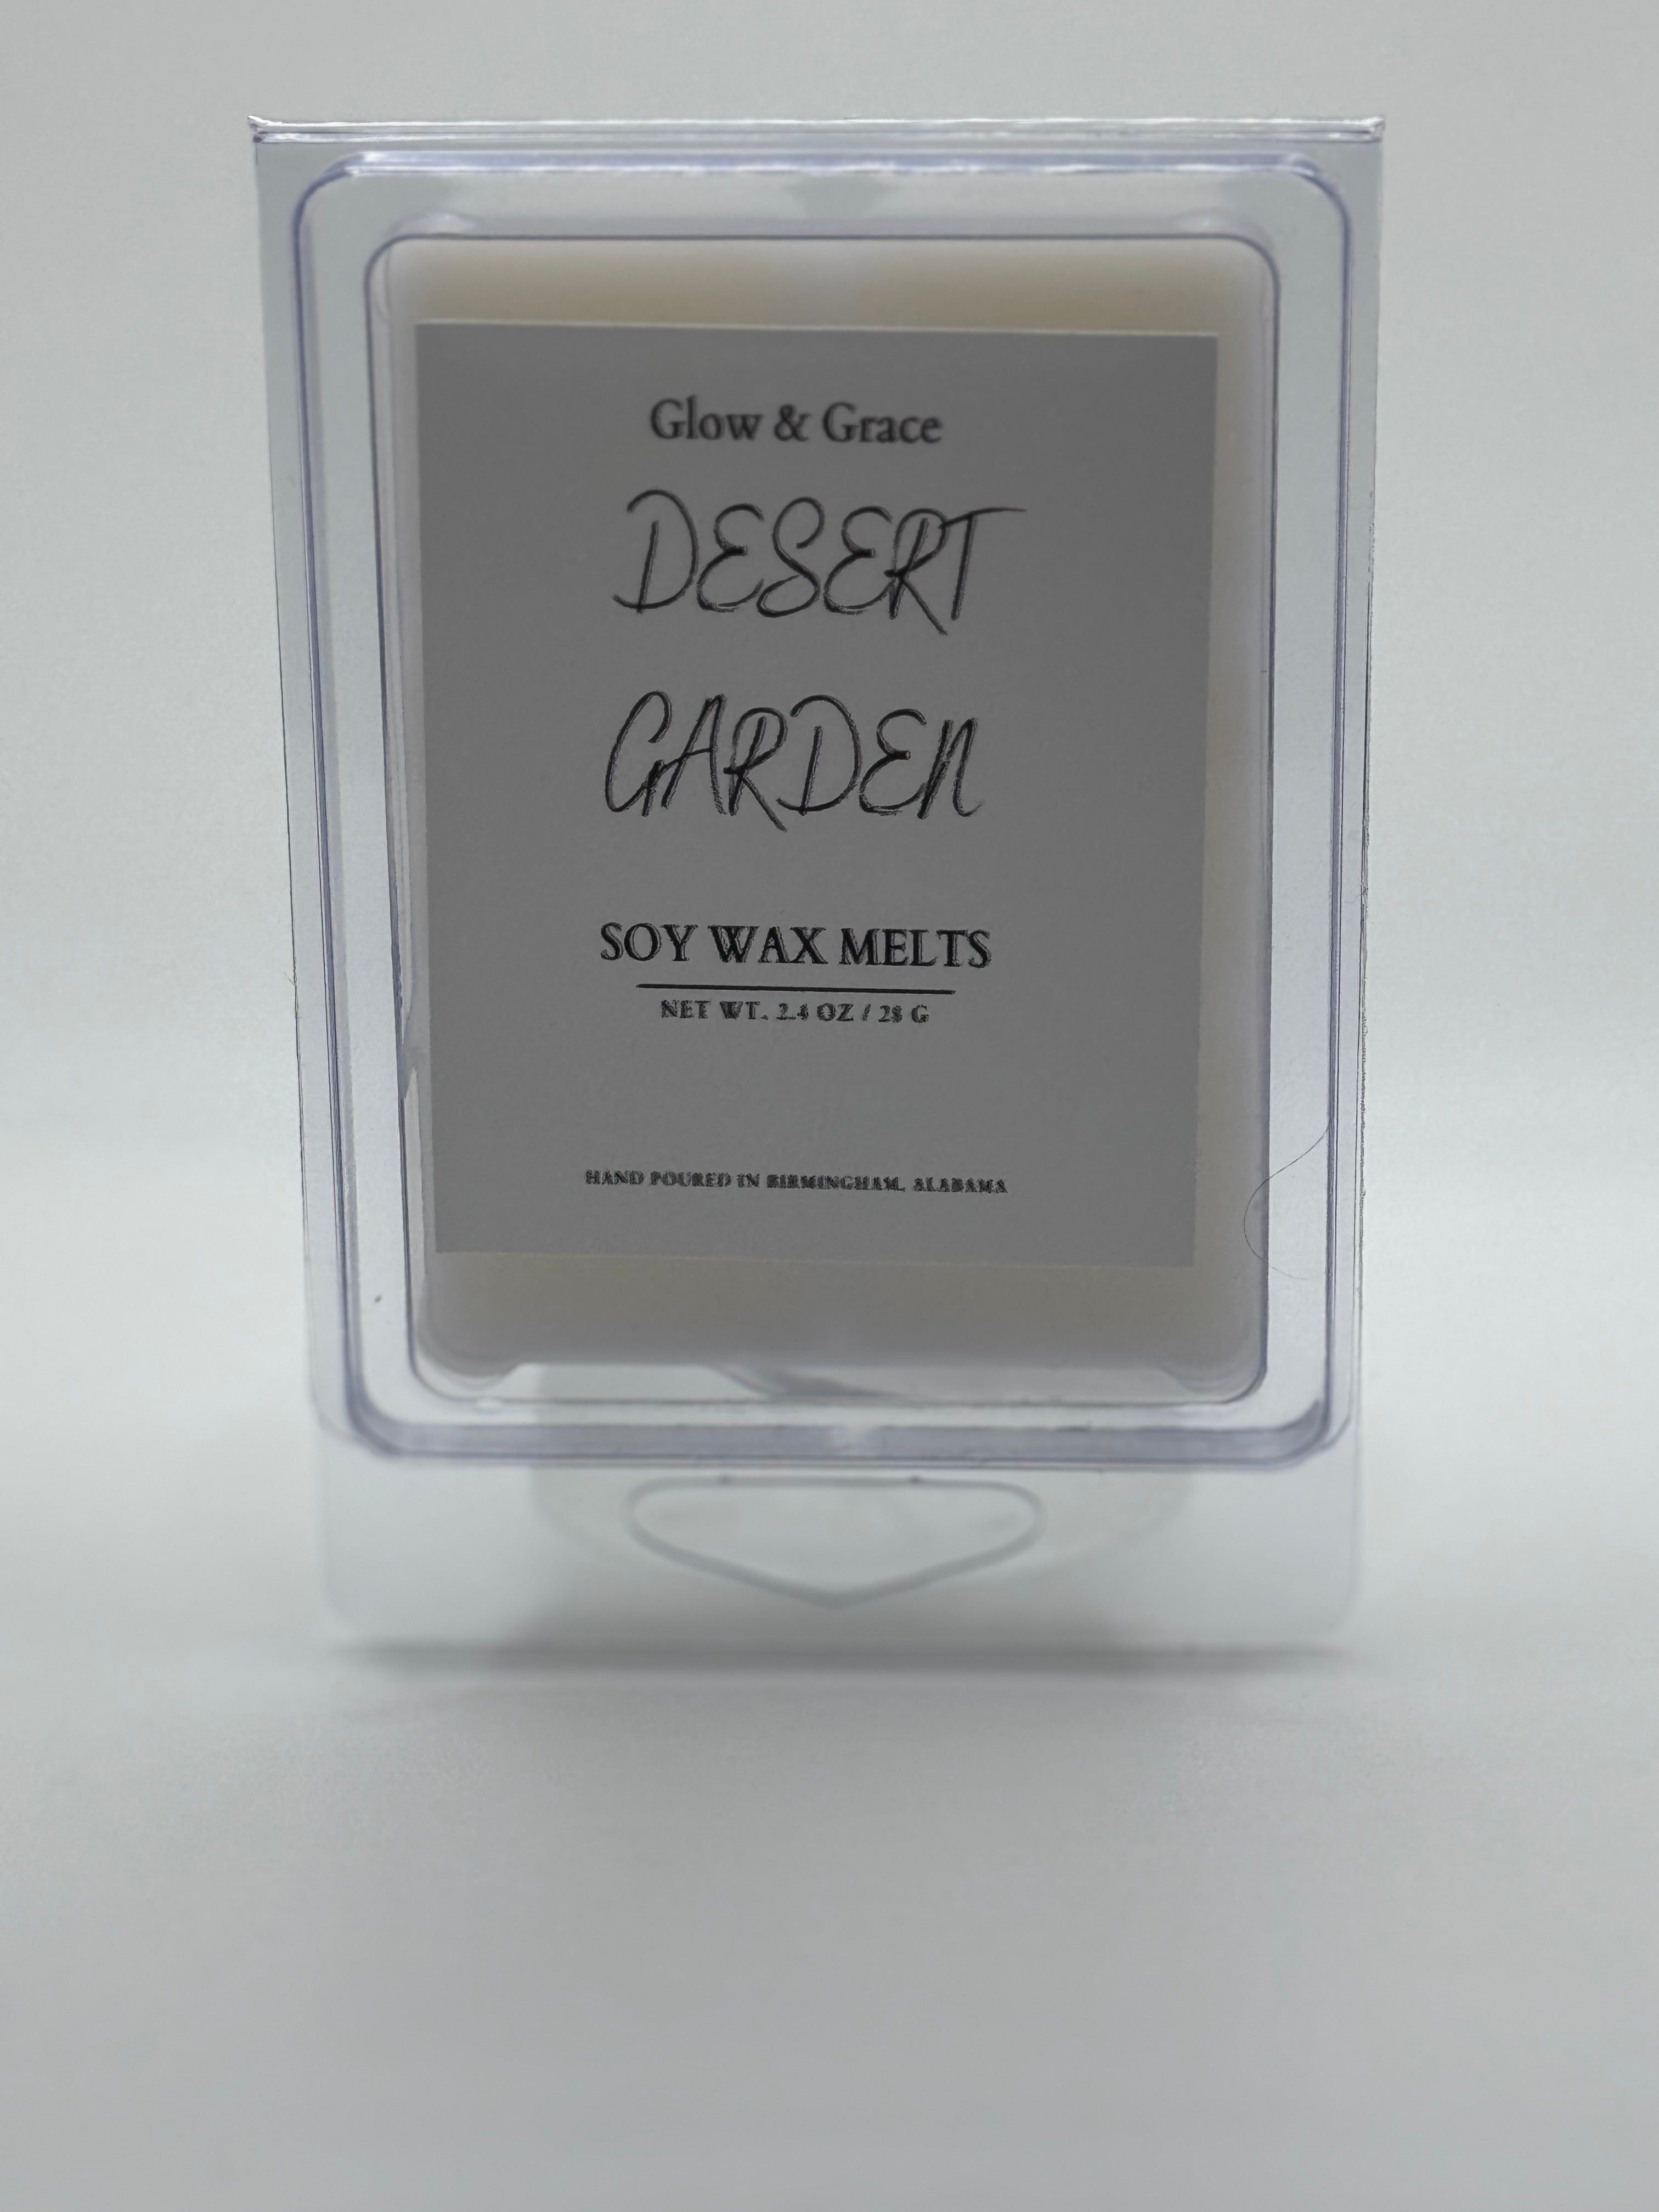 Glow & Grace
DESERT
GARDEN
SOY WAX MELTS
NET WT. 2.4 OZ / 28 G
HAND POURED IN BIRMINGHAM, ALABAMA